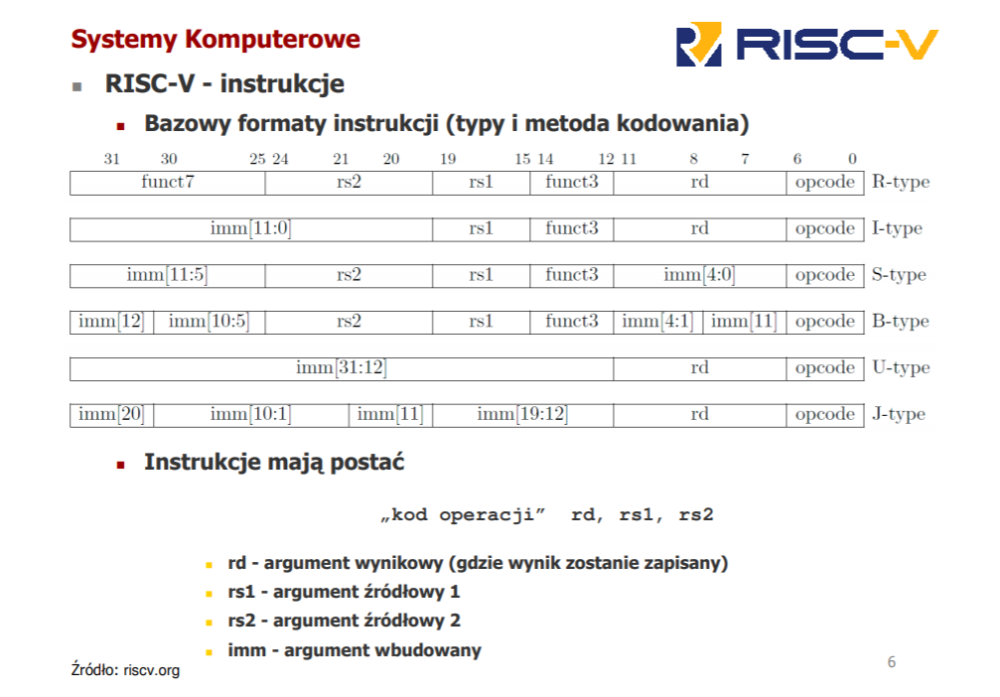 Systemy Komputerowe
RISC-V
RISC-V - instrukcje
Bazowy formaty instrukcji (typy i metoda kodowania)
31 30 25 24 21 20 19 15 14 12 11 8 7 6 0
funct7 rs2 rs1 funct3 rd opcode R-type
imm[11:0] rs1 funct3 rd opcode I-type
imm[11:5] rs2 rs1 funct3 imm[4:0] opcode S-type
imm[12] imm[10:5] rs2 rs1 funct3 imm[4:1] imm[11] opcode B-type
imm[31:12] rd opcode U-type
imm[20] imm[10:1] imm[11] imm[19:12] rd opcode J-type
Instrukcje mają postać
„kod operacji” rd, rs1, rs2
rd - argument wynikowy (gdzie wynik zostanie zapisany)
rs1 - argument źródłowy 1
rs2 - argument źródłowy 2
imm - argument wbudowany
Źródło: riscv.org
6